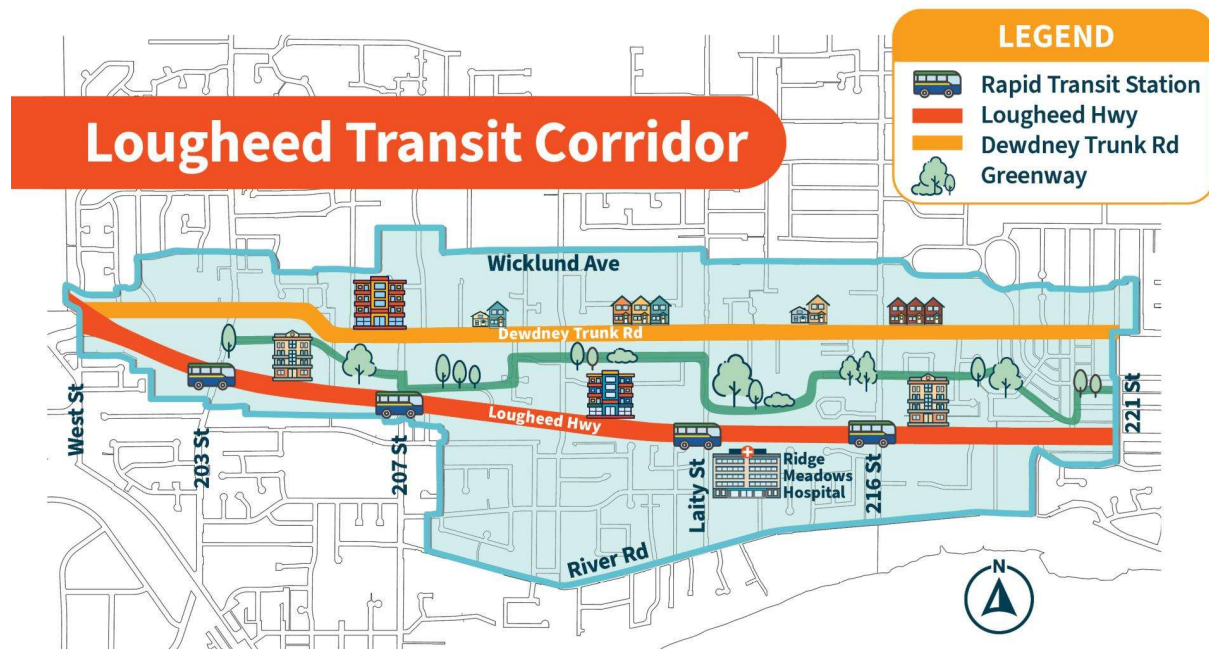 LEGEND
Rapid Transit Station
Lougheed Hwy
Dewdney Trunk Rd
Greenway
Lougheed Transit Corridor
Wicklund Ave
Dewdney Trunk Rd
Lougheed Hwy
West St
203 St
207 St
Laity St
Ridge
Meadows
Hospital
216 St
221 St
River Rd
N